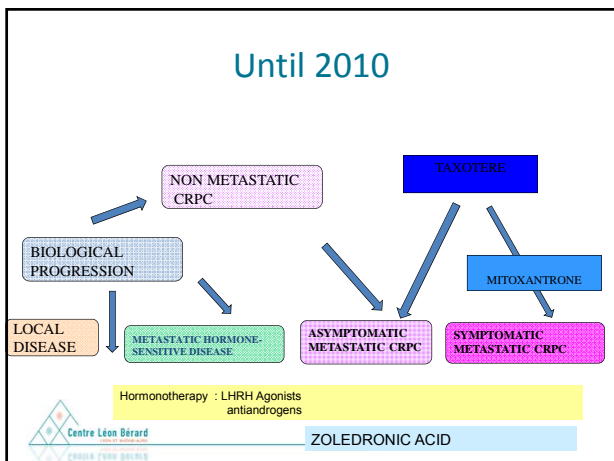 Until 2010
TAXOTERE
NON METASTATIC
CRPC
BIOLOGICAL
PROGRESSION
MITOXANTRONE
LOCAL
DISEASE
METASTATIC HORMONE-
SENSITIVE DISEASE
ASYMPTOMATIC
METASTATIC CRPC
SYMPTOMATIC
METASTATIC CRPC
Hormonotherapy : LHRH Agonists
antiandrogens
Centre Léon Bérard
ZOLEDRONIC ACID